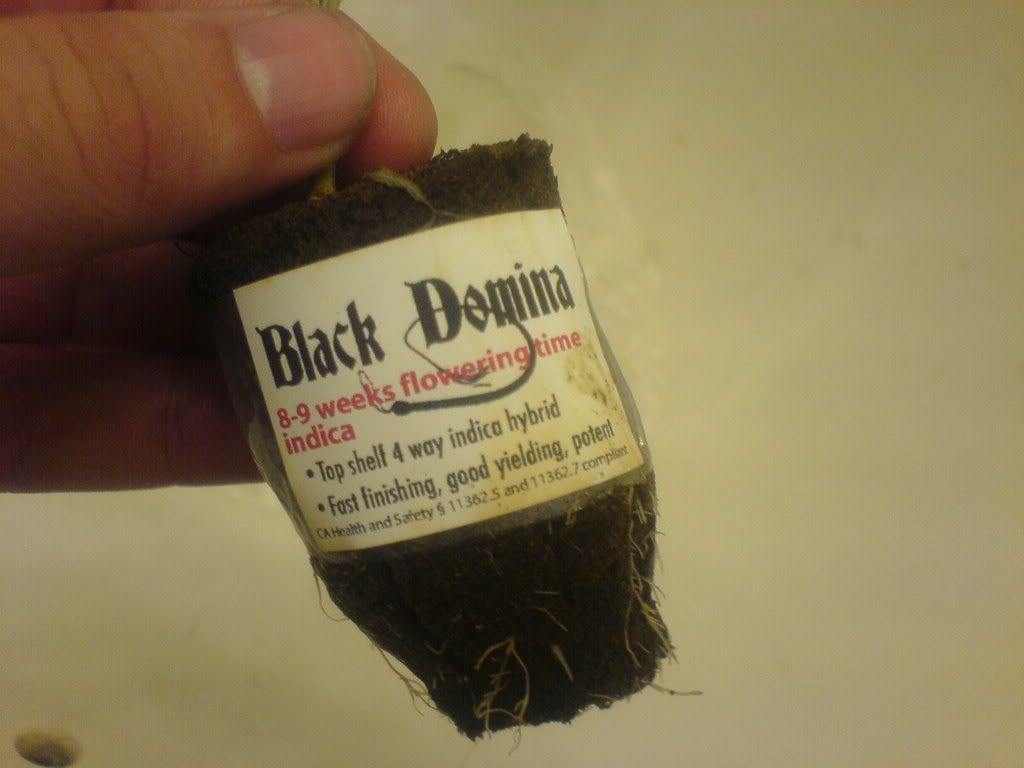 Black Domina
8-9 weeks flowering time
indica
• Top shelf 4 way indica hybrid
• Fast finishing, good yielding, potent
CA Health and Safety § 11362.5 and 11362.7 compliant